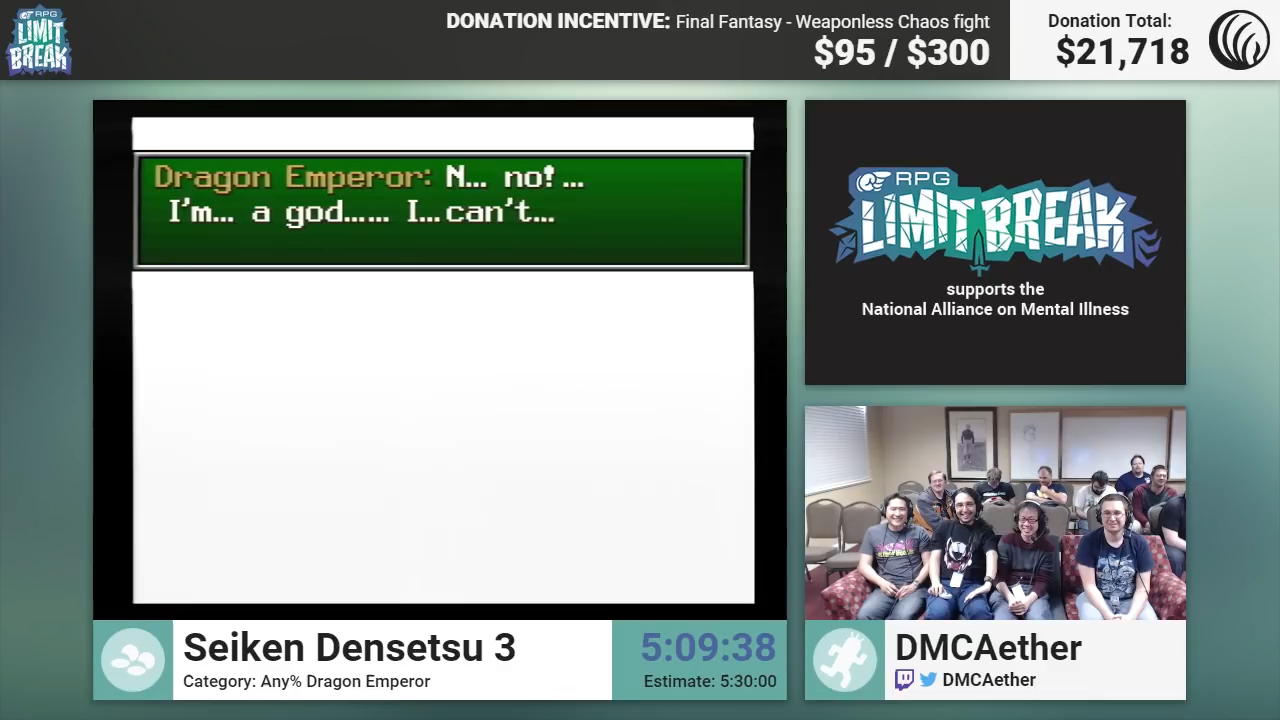 RPG
LIMIT
BREAK
DONATION INCENTIVE: Final Fantasy - Weaponless Chaos fight
$95 / $300
Donation Total:
$21,718
Dragon Emperor: N... no! ...
I'm... a god...... I... can't...
RPG
LIMIT BREAK
supports the
National Alliance on Mental Illness
Seiken Densetsu 3
Category: Any% Dragon Emperor
5:09:38
Estimate: 5:30:00
DMCAether
DMCAether